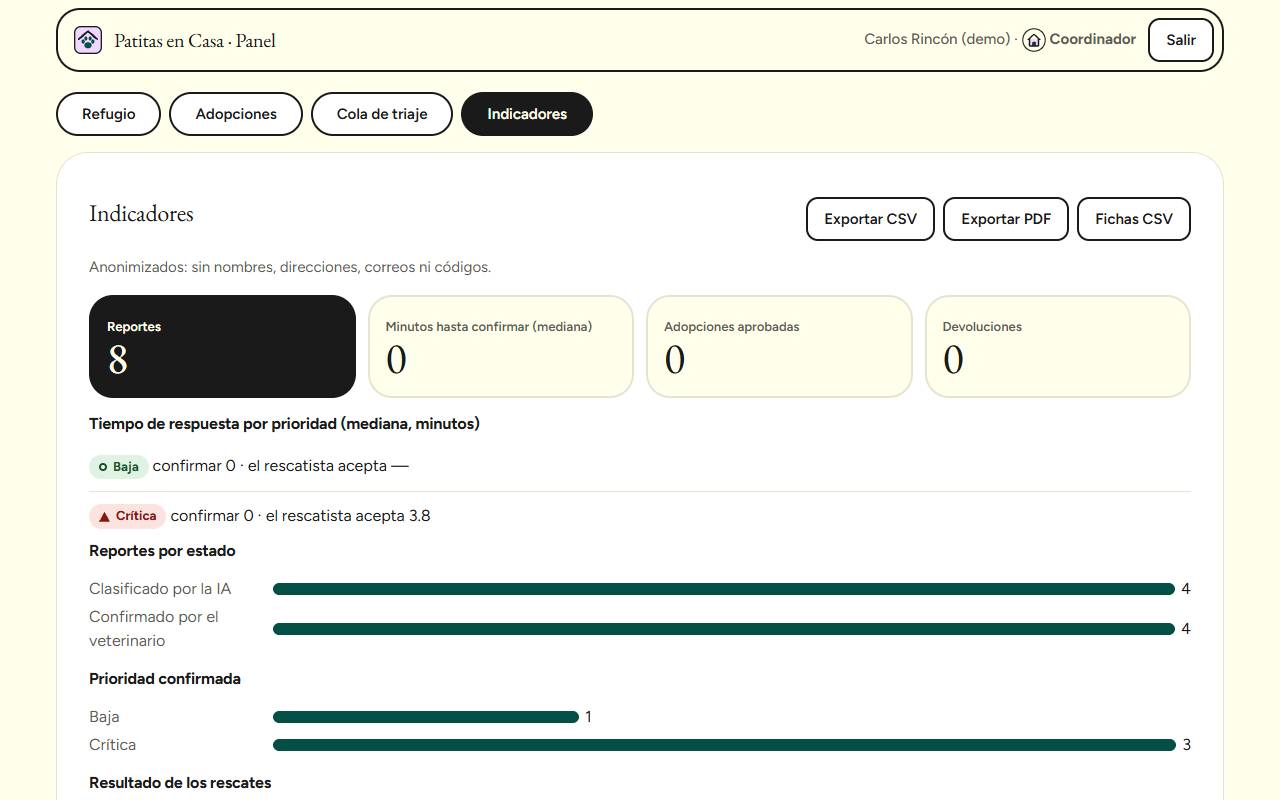 Patitas en Casa · Panel
Carlos Rincón (demo) · Coordinador
Salir
Refugio
Adopciones
Cola de triaje
Indicadores
Indicadores
Exportar CSV
Exportar PDF
Fichas CSV
Anonimizados: sin nombres, direcciones, correos ni códigos.
Reportes
8
Minutos hasta confirmar (mediana)
0
Adopciones aprobadas
0
Devoluciones
0
Tiempo de respuesta por prioridad (mediana, minutos)
Baja confirmar 0 · el rescatista acepta —
Crítica confirmar 0 · el rescatista acepta 3.8
Reportes por estado
Clasificado por la IA 4
Confirmado por el
veterinario 4
Prioridad confirmada
Baja 1
Crítica 3
Resultado de los rescates